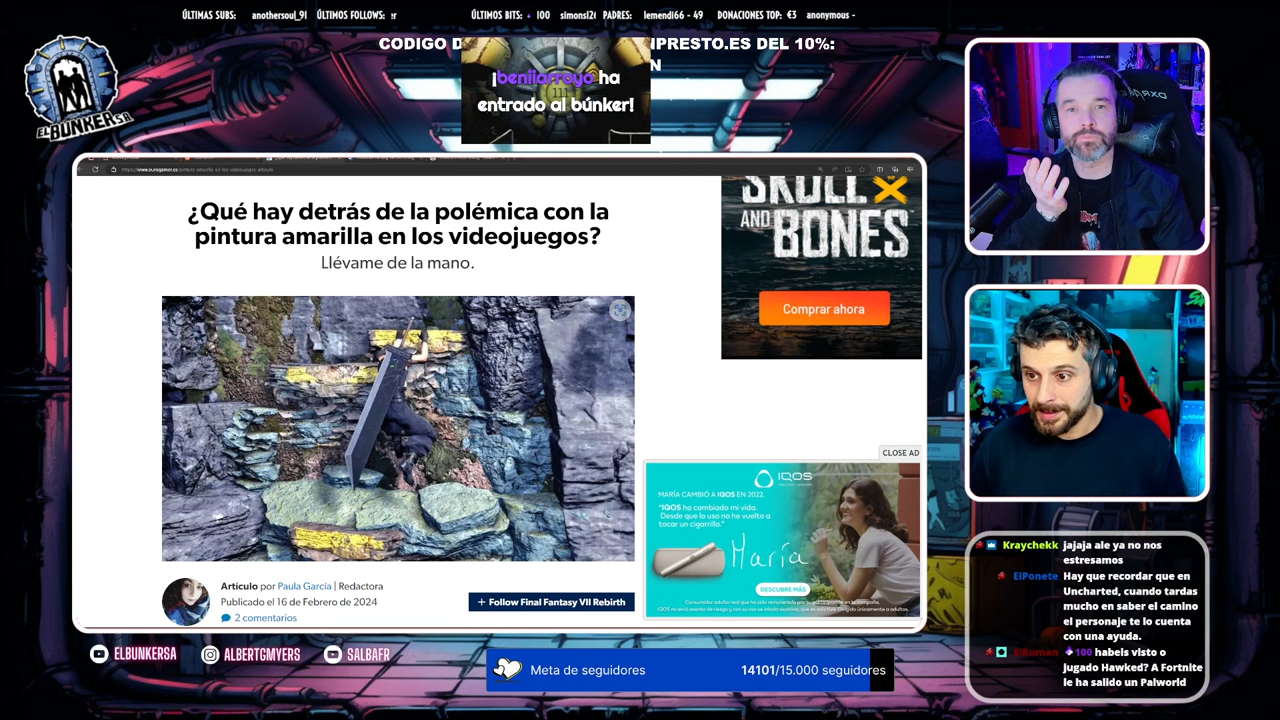 ÚLTIMAS SUBS: anothersoul_9 ÚLTIMOS FOLLOWS: ÚLTIMOS BITS: 100 simons12 PADRES: lemendi66 - 49 DONACIONES TOP: €3 anonymous -
CODIGO D NPRESTO.ES DEL 10%:
N
¡beniiarroyo ha
entrado al búnker!
EL BUNKER S.A.
¿Qué hay detrás de la polémica con la
pintura amarilla en los videojuegos?
Llévame de la mano.
Artículo por Paula García | Redactora
Publicado el 16 de Febrero de 2024
2 comentarios
+ Follow Final Fantasy VII Rebirth
SKULL
AND BONES
Comprar ahora
CLOSE AD
IQOS
MARÍA CAMBIÓ A IQOS EN 2022.
"IQOS ha cambiado mi vida.
Desde que lo uso no he vuelto a
tocar un cigarrillo."
María
DESCUBRE MÁS
Kraychekk jajaja ale ya no nos
estresamos
ElPonete Hay que recordar que en
Uncharted, cuando tardas
mucho en saber el camino
el personaje te lo cuenta
con una ayuda.
ElRuman 100 habeis visto o
jugado Hawked? A Fortnite
le ha salido un Palworld
ELBUNKERSA
ALBERTGMYERS
SALBAFR
Meta de seguidores 14101/15.000 seguidores